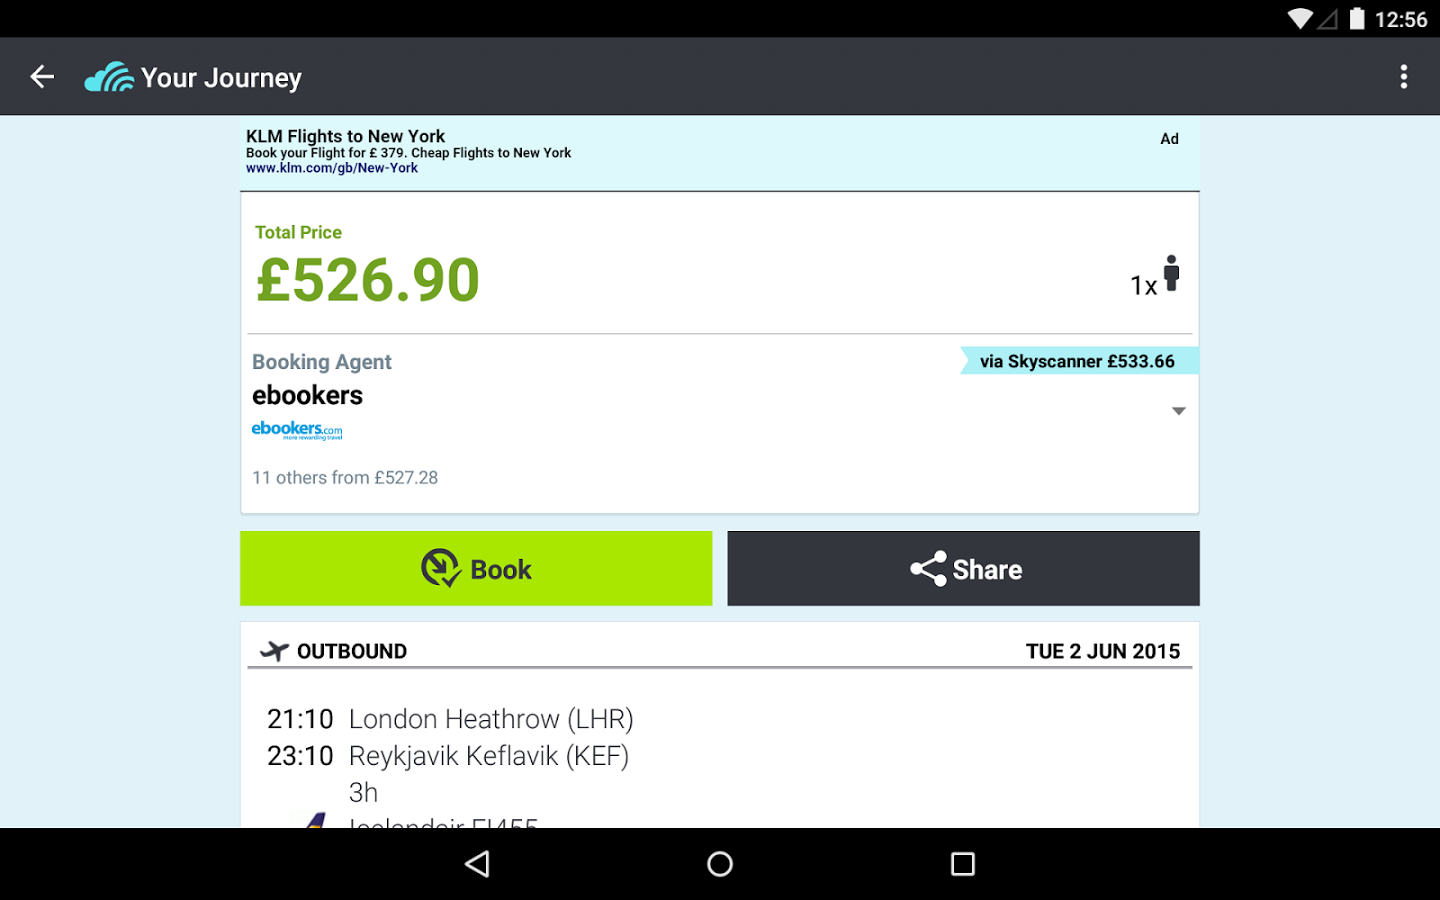 12:56
Your Journey
KLM Flights to New York
Ad
Book your Flight for £ 379. Cheap Flights to New York
www.klm.com/gb/New-York
Total Price
£526.90
1x
Booking Agent
via Skyscanner £533.66
ebookers
ebookers.com
more rewarding travel
11 others from £527.28
Book
Share
OUTBOUND
TUE 2 JUN 2015
21:10 London Heathrow (LHR)
23:10 Reykjavik Keflavik (KEF)
3h
Icelandair FI455